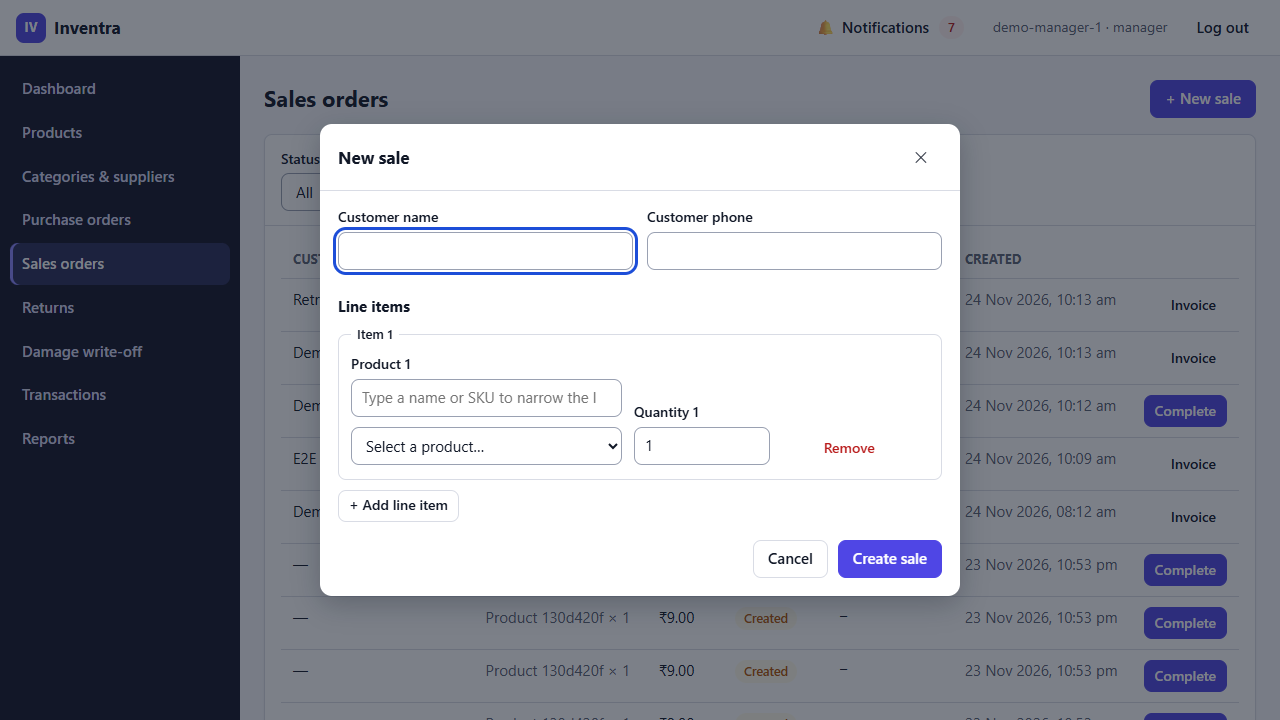 IV Inventra
Notifications 7 demo-manager-1 · manager Log out
Dashboard
Products
Categories & suppliers
Purchase orders
Sales orders
Returns
Damage write-off
Transactions
Reports
Sales orders
+ New sale
Status
All
CREATED
24 Nov 2026, 10:13 am Invoice
24 Nov 2026, 10:13 am Invoice
24 Nov 2026, 10:12 am Complete
E2E 24 Nov 2026, 10:09 am Invoice
24 Nov 2026, 08:12 am Invoice
— 23 Nov 2026, 10:53 pm Complete
— Product 130d420f × 1 ₹9.00 Created – 23 Nov 2026, 10:53 pm Complete
— Product 130d420f × 1 ₹9.00 Created – 23 Nov 2026, 10:53 pm Complete
New sale
Customer name
Customer phone
Line items
Item 1
Product 1
Type a name or SKU to narrow the l
Select a product…
Quantity 1
1
Remove
+ Add line item
Cancel
Create sale